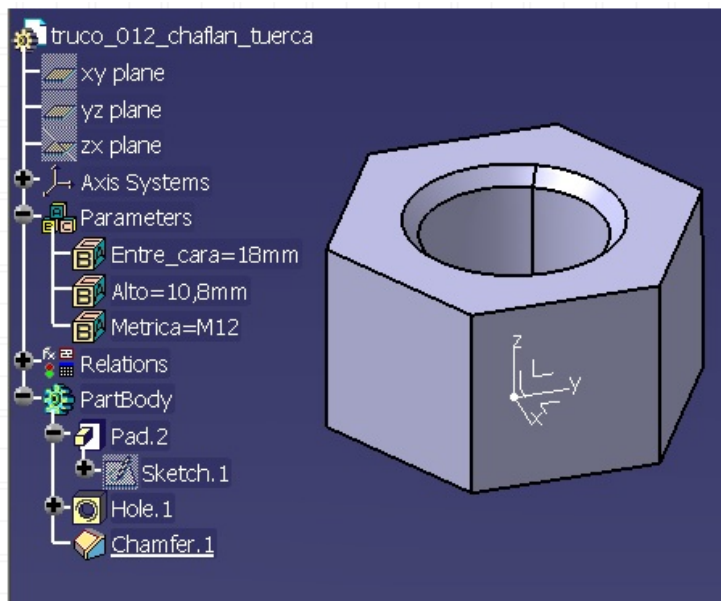 truco_012_chaflan_tuerca
xy plane
yz plane
zx plane
Axis Systems
Parameters
Entre_cara=18mm
Alto=10,8mm
Metrica=M12
Relations
PartBody
Pad.2
Sketch.1
Hole.1
Chamfer.1
z
y
x